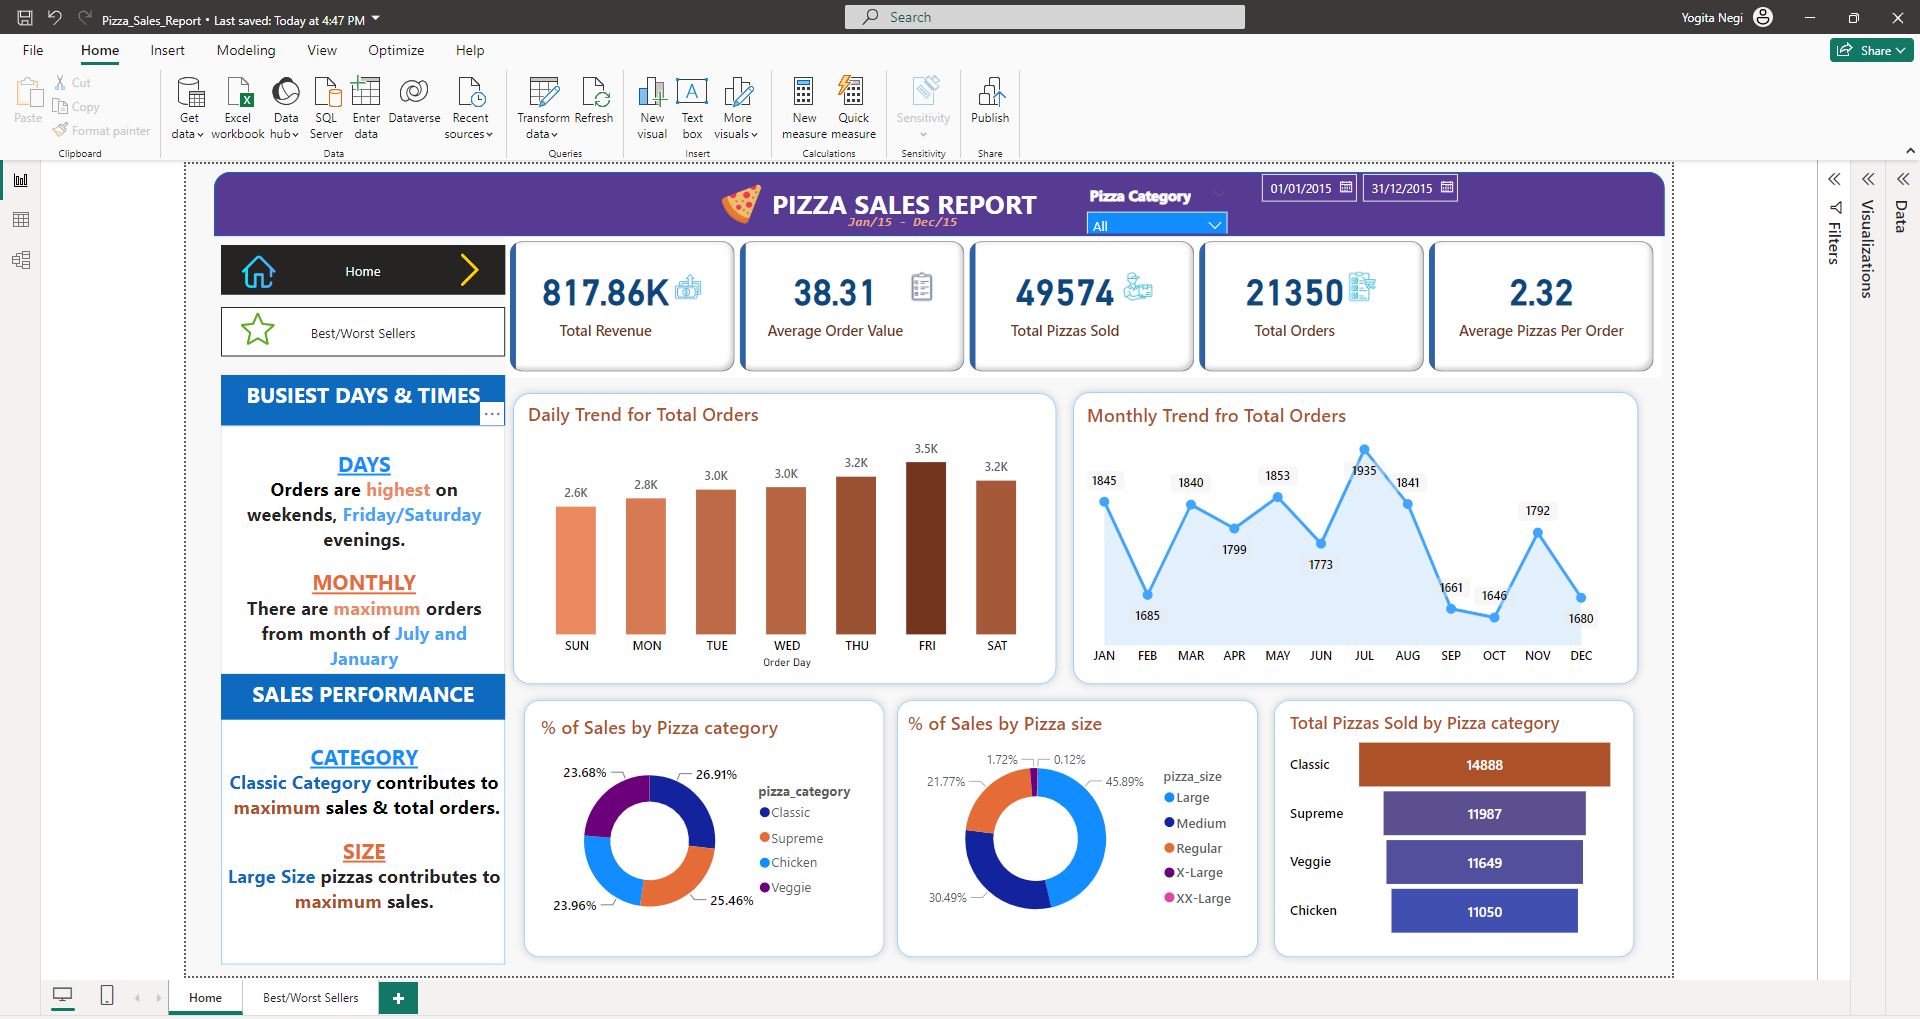 Pizza_Sales_Report • Last saved: Today at 4:47 PM
Search
Yogita Negi
File Home Insert Modeling View Optimize Help
Share
Paste
Cut
Copy
Format painter
Clipboard
Get data
Excel workbook
Data hub
SQL Server
Enter data
Dataverse
Recent sources
Data
Transform data
Refresh
Queries
New visual
Text box
More visuals
Insert
New measure
Quick measure
Calculations
Sensitivity
Sensitivity
Publish
Share
PIZZA SALES REPORT
Jan/15 - Dec/15
Pizza Category
All
01/01/2015
31/12/2015
Filters
Visualizations
Data
Home
Best/Worst Sellers
817.86K
Total Revenue
38.31
Average Order Value
49574
Total Pizzas Sold
21350
Total Orders
2.32
Average Pizzas Per Order
BUSIEST DAYS & TIMES
DAYS
Orders are highest on
weekends, Friday/Saturday
evenings.
MONTHLY
There are maximum orders
from month of July and
January
SALES PERFORMANCE
CATEGORY
Classic Category contributes to
maximum sales & total orders.
SIZE
Large Size pizzas contributes to
maximum sales.
Daily Trend for Total Orders
2.6K 2.8K 3.0K 3.0K 3.2K 3.5K 3.2K
SUN MON TUE WED THU FRI SAT
Order Day
Monthly Trend fro Total Orders
1845 1685 1840 1799 1853 1773 1935 1841 1661 1646 1792 1680
JAN FEB MAR APR MAY JUN JUL AUG SEP OCT NOV DEC
% of Sales by Pizza category
23.68% 26.91%
23.96% 25.46%
pizza_category
Classic
Supreme
Chicken
Veggie
% of Sales by Pizza size
1.72% 0.12%
21.77% 45.89%
30.49%
pizza_size
Large
Medium
Regular
X-Large
XX-Large
Total Pizzas Sold by Pizza category
Classic 14888
Supreme 11987
Veggie 11649
Chicken 11050
Home
Best/Worst Sellers